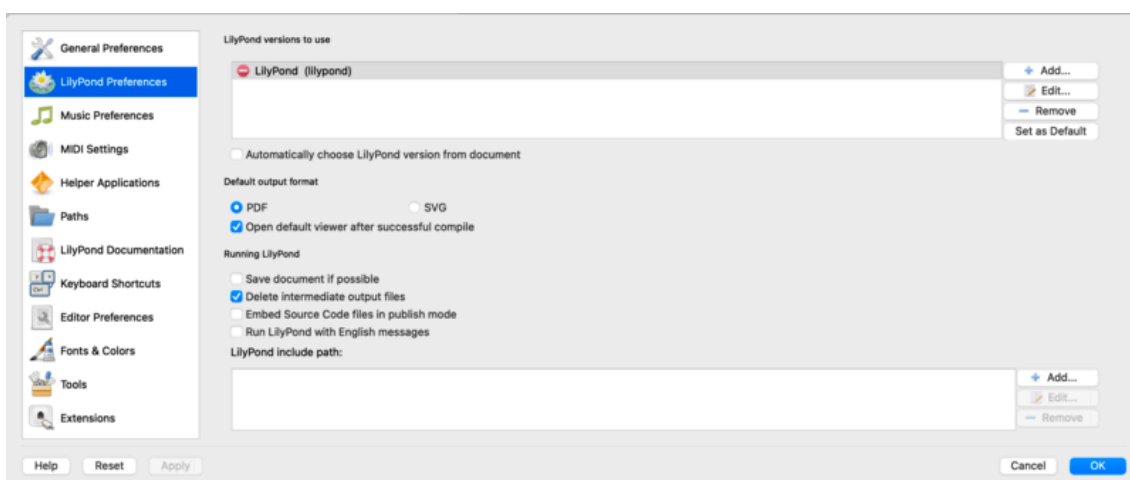 General Preferences
LilyPond Preferences
Music Preferences
MIDI Settings
Helper Applications
Paths
LilyPond Documentation
Keyboard Shortcuts
Editor Preferences
Fonts & Colors
Tools
Extensions
LilyPond versions to use
LilyPond (lilypond)
Add...
Edit...
Remove
Set as Default
Automatically choose LilyPond version from document
Default output format
PDF SVG
Open default viewer after successful compile
Running LilyPond
Save document if possible
Delete intermediate output files
Embed Source Code files in publish mode
Run LilyPond with English messages
LilyPond include path:
Add...
Edit...
Remove
Help Reset Apply Cancel OK